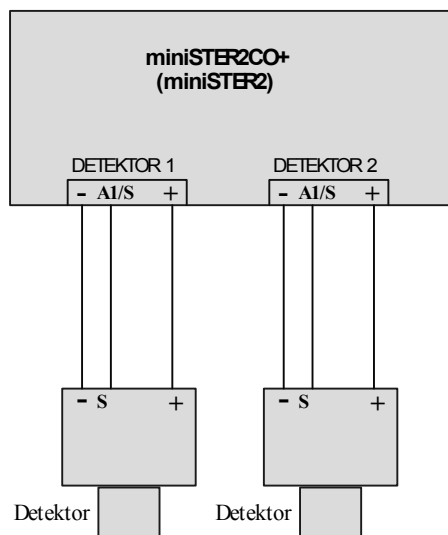 miniSTER2CO+
(miniSTER2)
DETEKTOR 1 DETEKTOR 2
- A1/S + - A1/S +
- S + - S +
Detektor Detektor